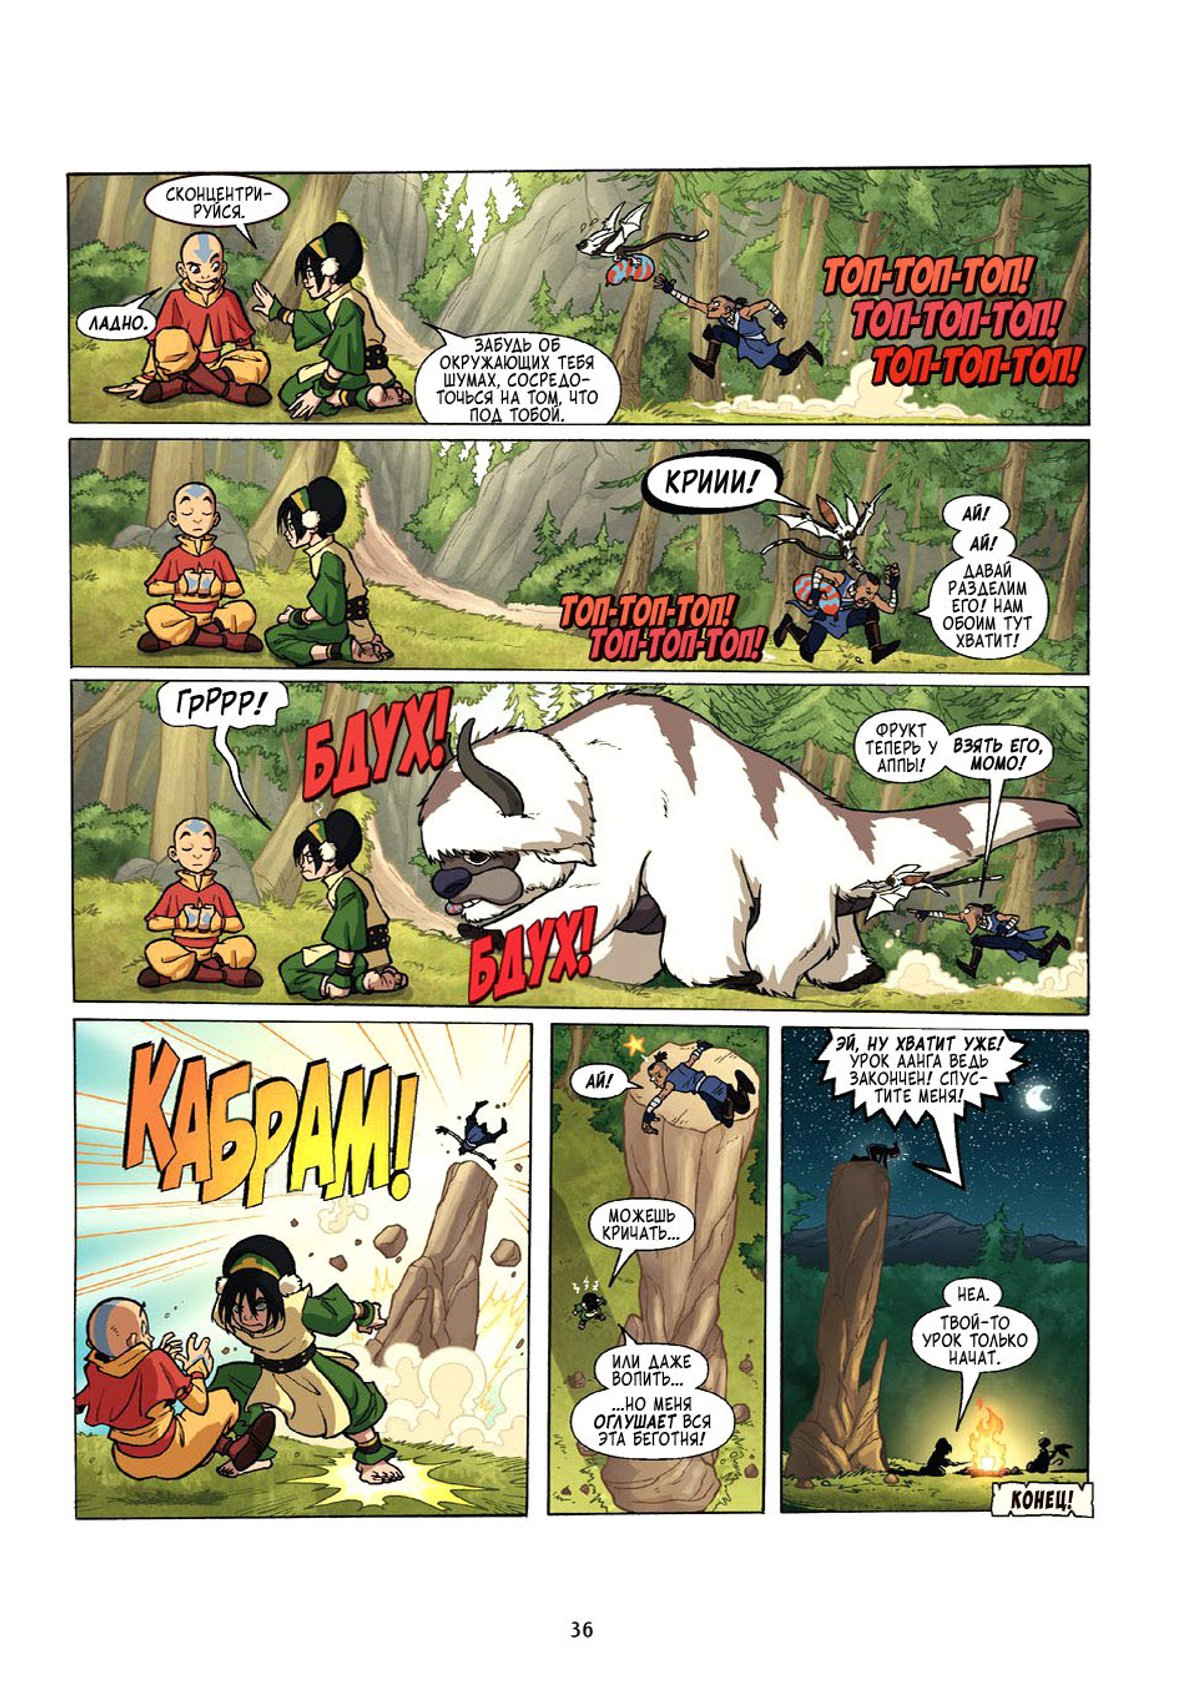 СКОНЦЕНТРИ-
РУЙСЯ.
ЛАДНО.
ЗАБУДЬ ОБ
ОКРУЖАЮЩИХ ТЕБЯ
ШУМАХ, СОСРЕДО-
ТОЧЬСЯ НА ТОМ, ЧТО
ПОД ТОБОЙ.
ТОП-ТОП-ТОП!
ТОП-ТОП-ТОП!
ТОП-ТОП-ТОП!
КРИИИ!
ТОП-ТОП-ТОП!
ТОП-ТОП-ТОП!
АЙ!
АЙ!
ДАВАЙ
РАЗДЕЛИМ
ЕГО! НАМ
ОБОИМ ТУТ
ХВАТИТ!
ГрРРР!
БДУХ!
БДУХ!
ФРУКТ
ТЕПЕРЬ У
АППЫ!
ВЗЯТЬ ЕГО,
МОМО!
КАБРАМ!
АЙ!
МОЖЕШЬ
КРИЧАТЬ...
ИЛИ ДАЖЕ
ВОПИТЬ...
...НО МЕНЯ
ОГЛУШАЕТ ВСЯ
ЭТА БЕГОТНЯ!
ЭЙ, НУ ХВАТИТ УЖЕ!
УРОК ААНГА ВЕДЬ
ЗАКОНЧЕН! СПУС-
ТИТЕ МЕНЯ!
НЕА.
ТВОЙ-ТО
УРОК ТОЛЬКО
НАЧАТ.
КОНЕЦ!
36